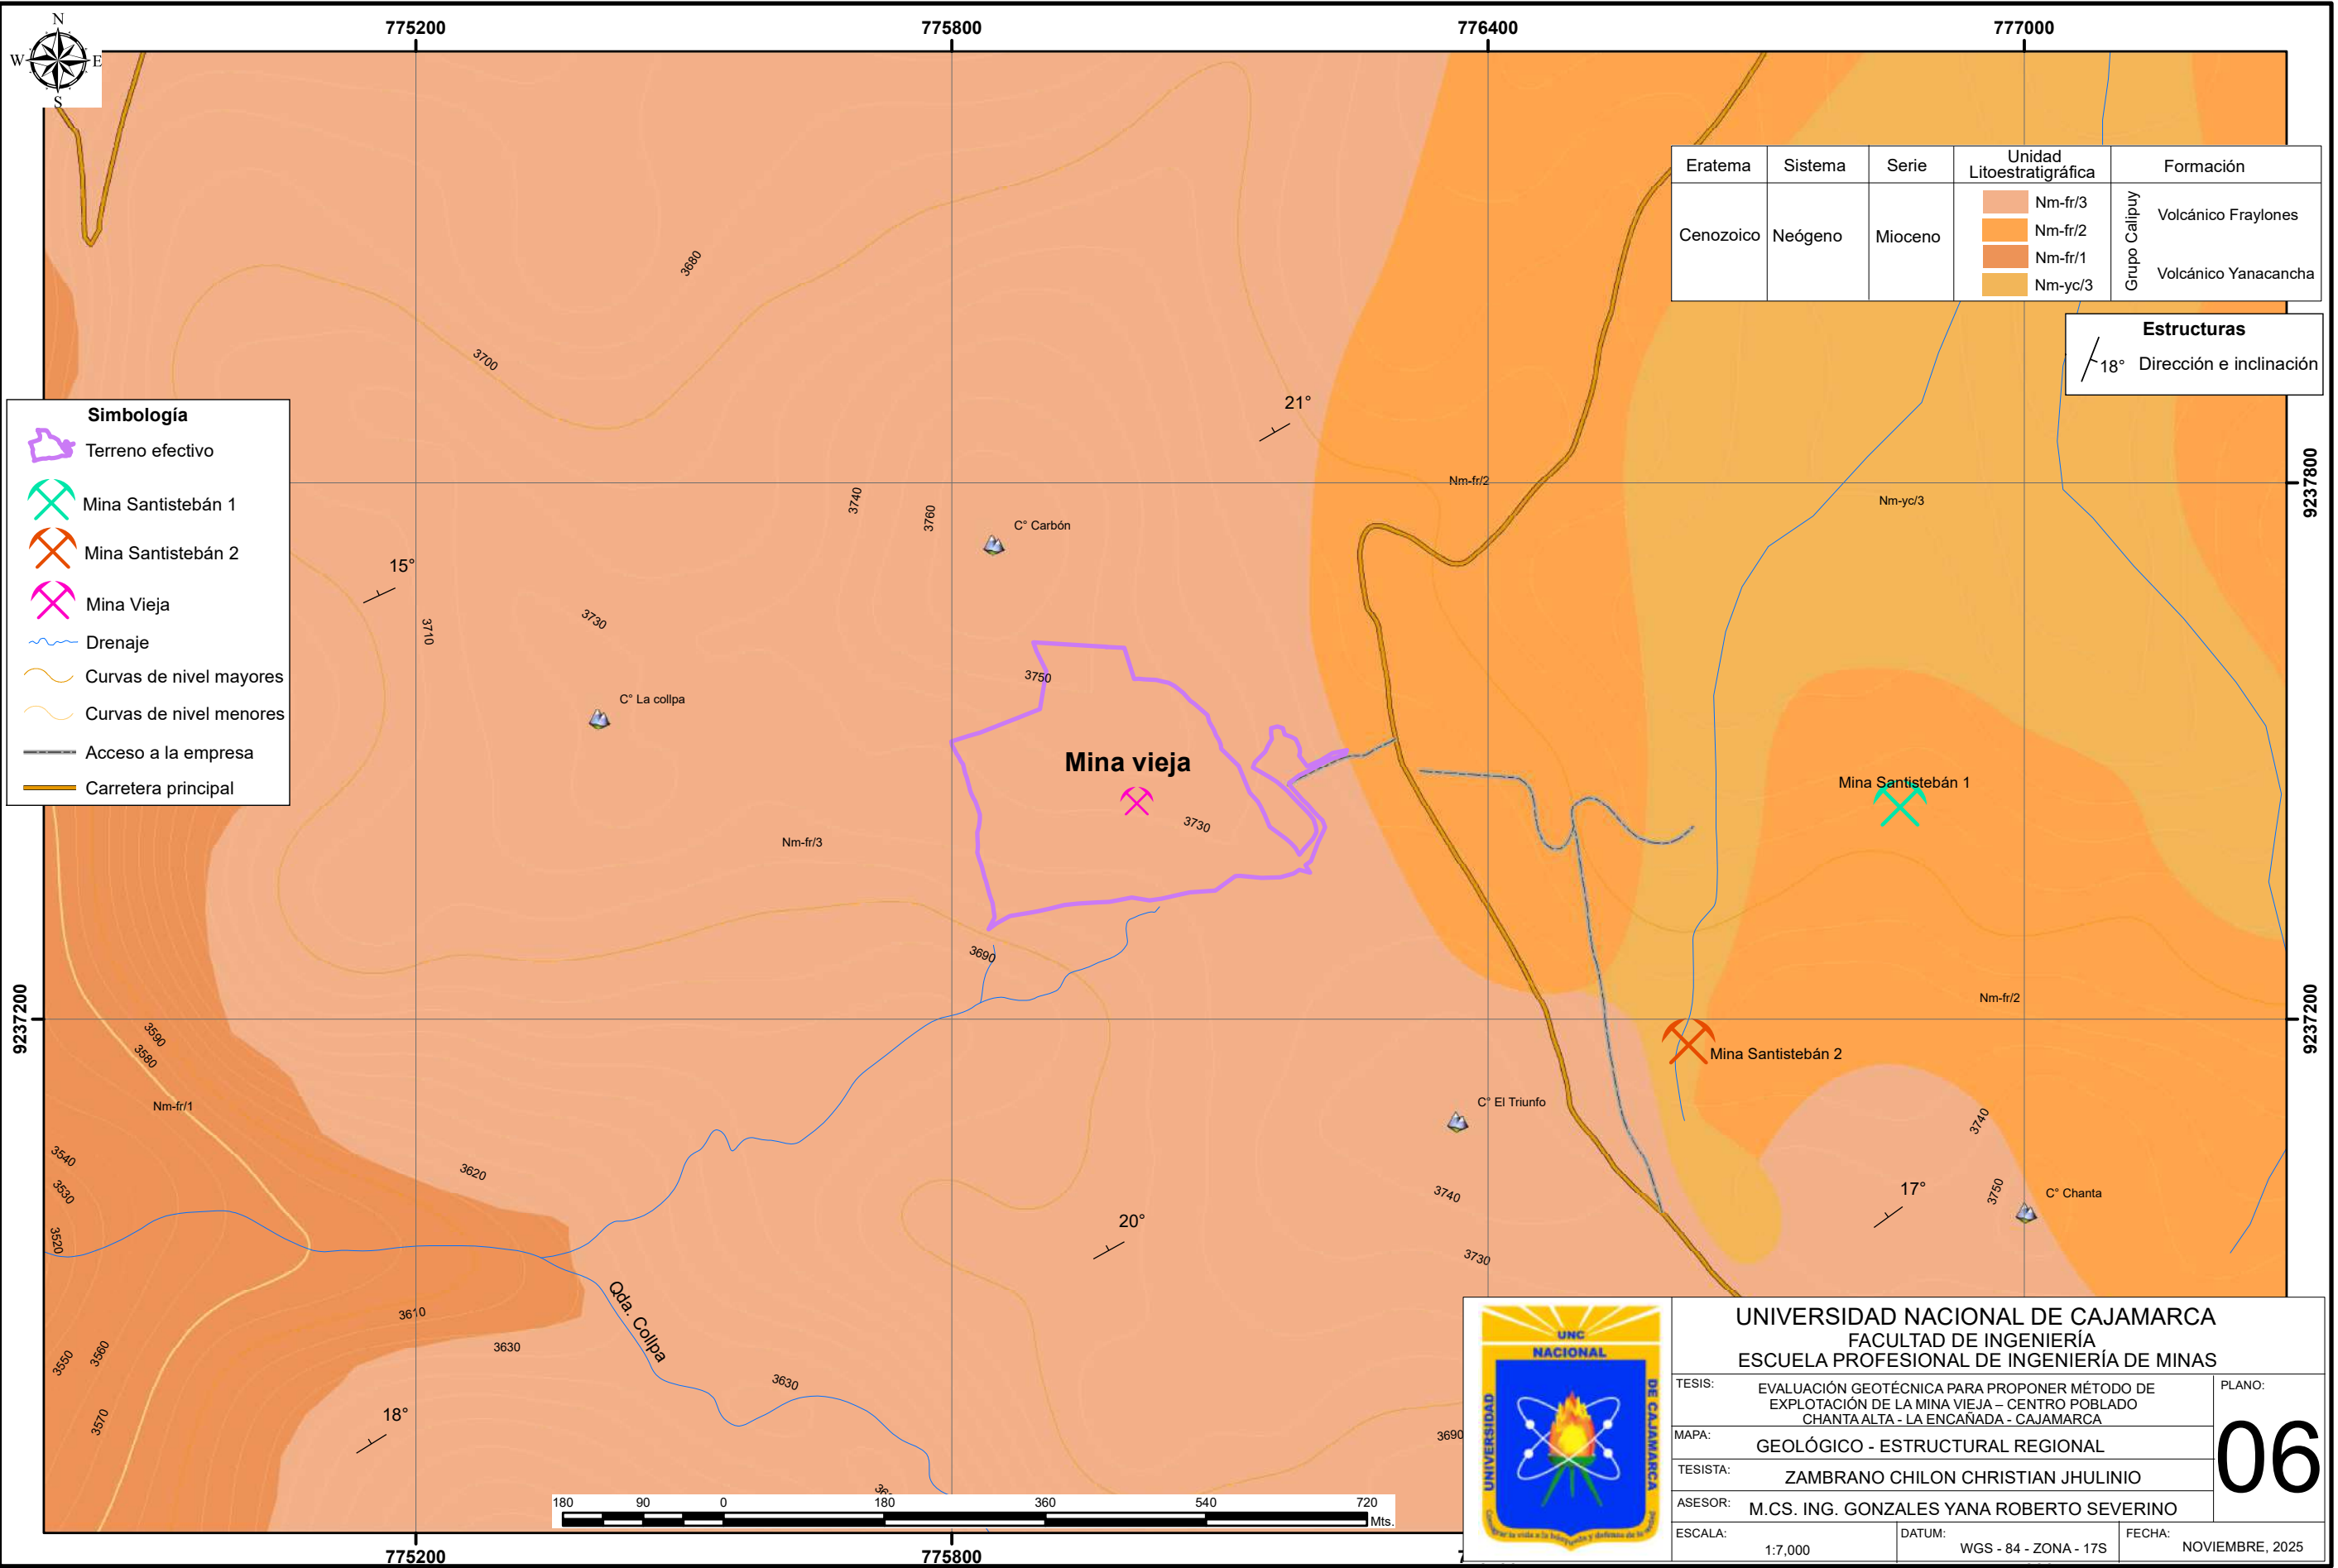 N
W E
S
775200 775800 776400 777000
Eratema Sistema Serie Unidad Litoestratigráfica Formación
Cenozoico Neógeno Mioceno
Nm-fr/3
Nm-fr/2
Nm-fr/1
Nm-yc/3
Grupo Calipuy
Volcánico Fraylones
Volcánico Yanacancha
Estructuras
18° Dirección e inclinación
Simbología
Terreno efectivo
Mina Santistebán 1
Mina Santistebán 2
Mina Vieja
Drenaje
Curvas de nivel mayores
Curvas de nivel menores
Acceso a la empresa
Carretera principal
3680
3700
21°
9237800
Nm-fr/2
Nm-yc/3
3740
3760
C° Carbón
15°
3710
3730
C° La collpa
3750
Mina vieja
3730
Nm-fr/3
Mina Santistebán 1
3690
Nm-fr/2
9237200
9237200
3590
3580
Mina Santistebán 2
Nm-fr/1
C° El Triunfo
3740
3540
3530
3520
3620
3740
3750
17°
C° Chanta
20°
3730
3610
3630
Qda. Collpa
3550
3560
3570
3630
18°
3690
180 90 0 180 360 540 720
Mts.
775200 775800
UNC
NACIONAL
UNIVERSIDAD
DE CAJAMARCA
UNIVERSIDAD NACIONAL DE CAJAMARCA
FACULTAD DE INGENIERÍA
ESCUELA PROFESIONAL DE INGENIERÍA DE MINAS
TESIS: EVALUACIÓN GEOTÉCNICA PARA PROPONER MÉTODO DE
EXPLOTACIÓN DE LA MINA VIEJA – CENTRO POBLADO
CHANTA ALTA - LA ENCAÑADA - CAJAMARCA
PLANO:
06
MAPA: GEOLÓGICO - ESTRUCTURAL REGIONAL
TESISTA: ZAMBRANO CHILON CHRISTIAN JHULINIO
ASESOR: M.CS. ING. GONZALES YANA ROBERTO SEVERINO
ESCALA: 1:7,000
DATUM: WGS - 84 - ZONA - 17S
FECHA: NOVIEMBRE, 2025